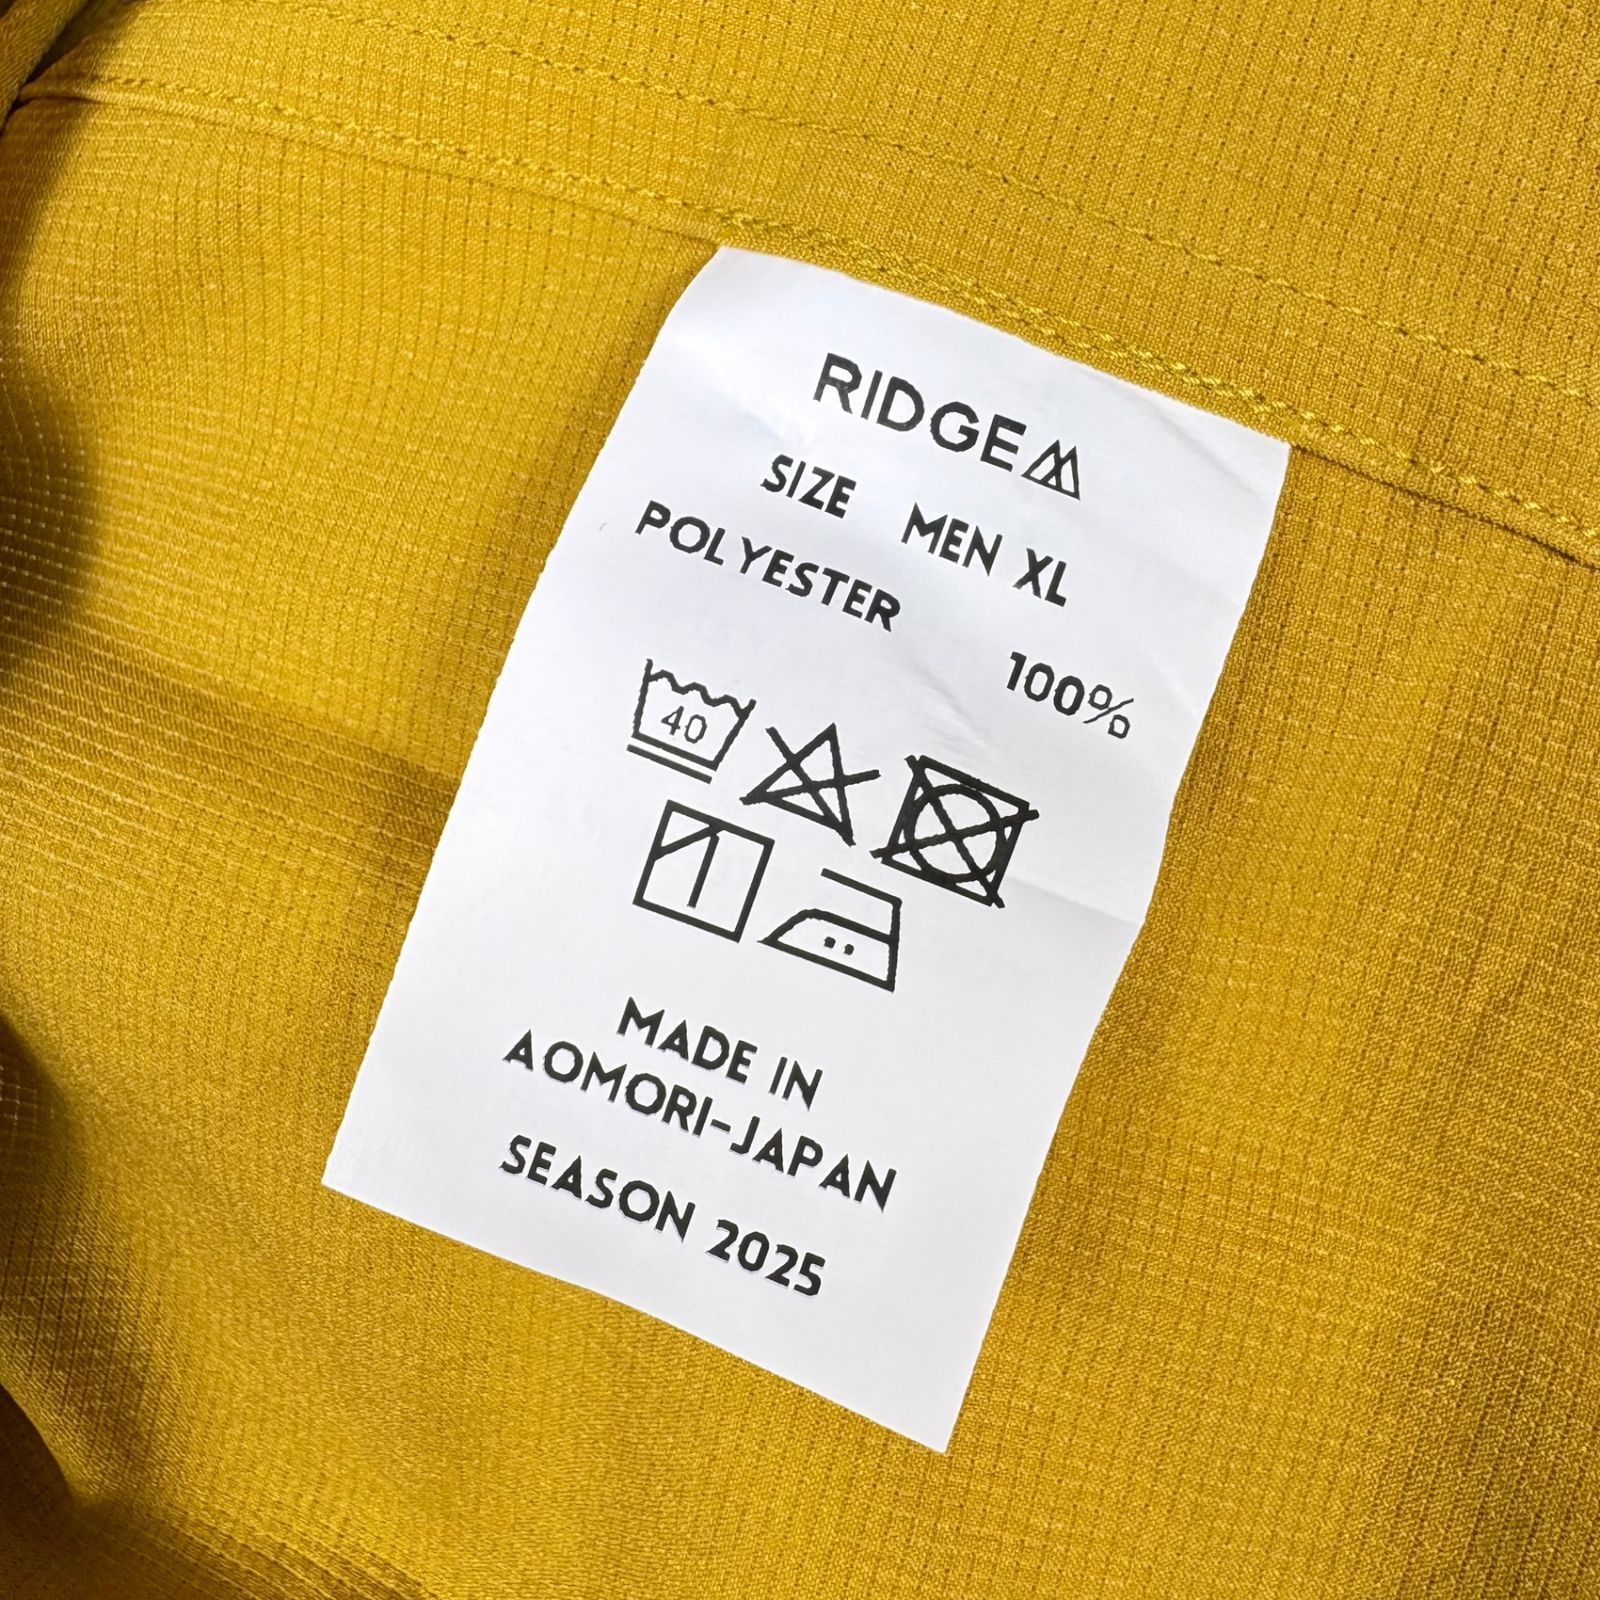 RIDGE
SIZE MEN XL
POLYESTER
100%
40
MADE IN
AOMORI-JAPAN
SEASON 2025